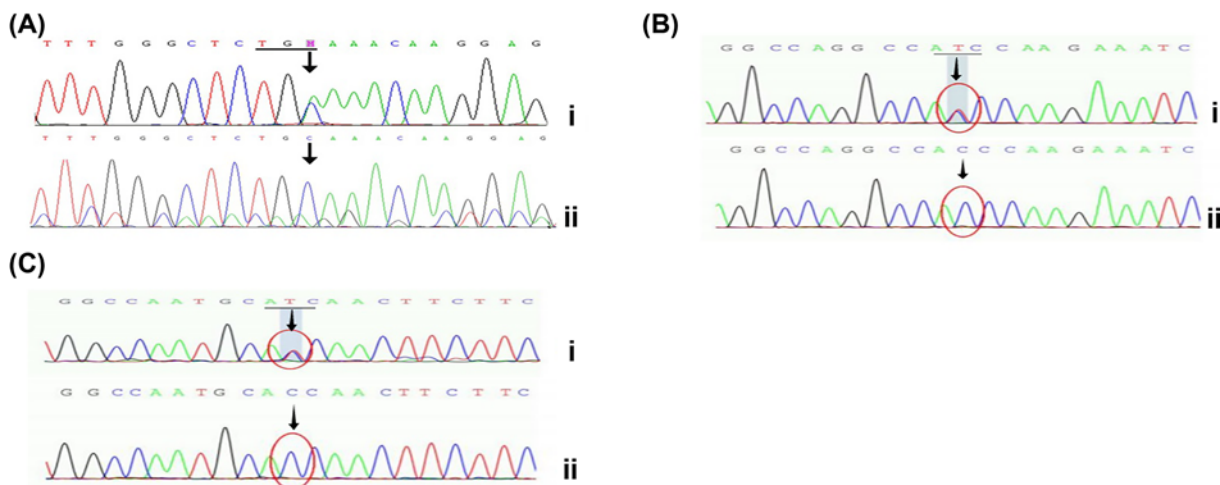 (A)
T T T G G G C T C T G H A A A C A A G G A G
i
T T T G G G C T C T G C A A A C A A G G A G
ii
(B)
G G C C A G G C C A T C C A A G A A A T C
i
G G C C A G G C C A C C C A A G A A A T C
ii
(C)
G G C C A A T G C A T C A A C T T C T T C
i
G G C C A A T G C A C C A A C T T C T T C
ii